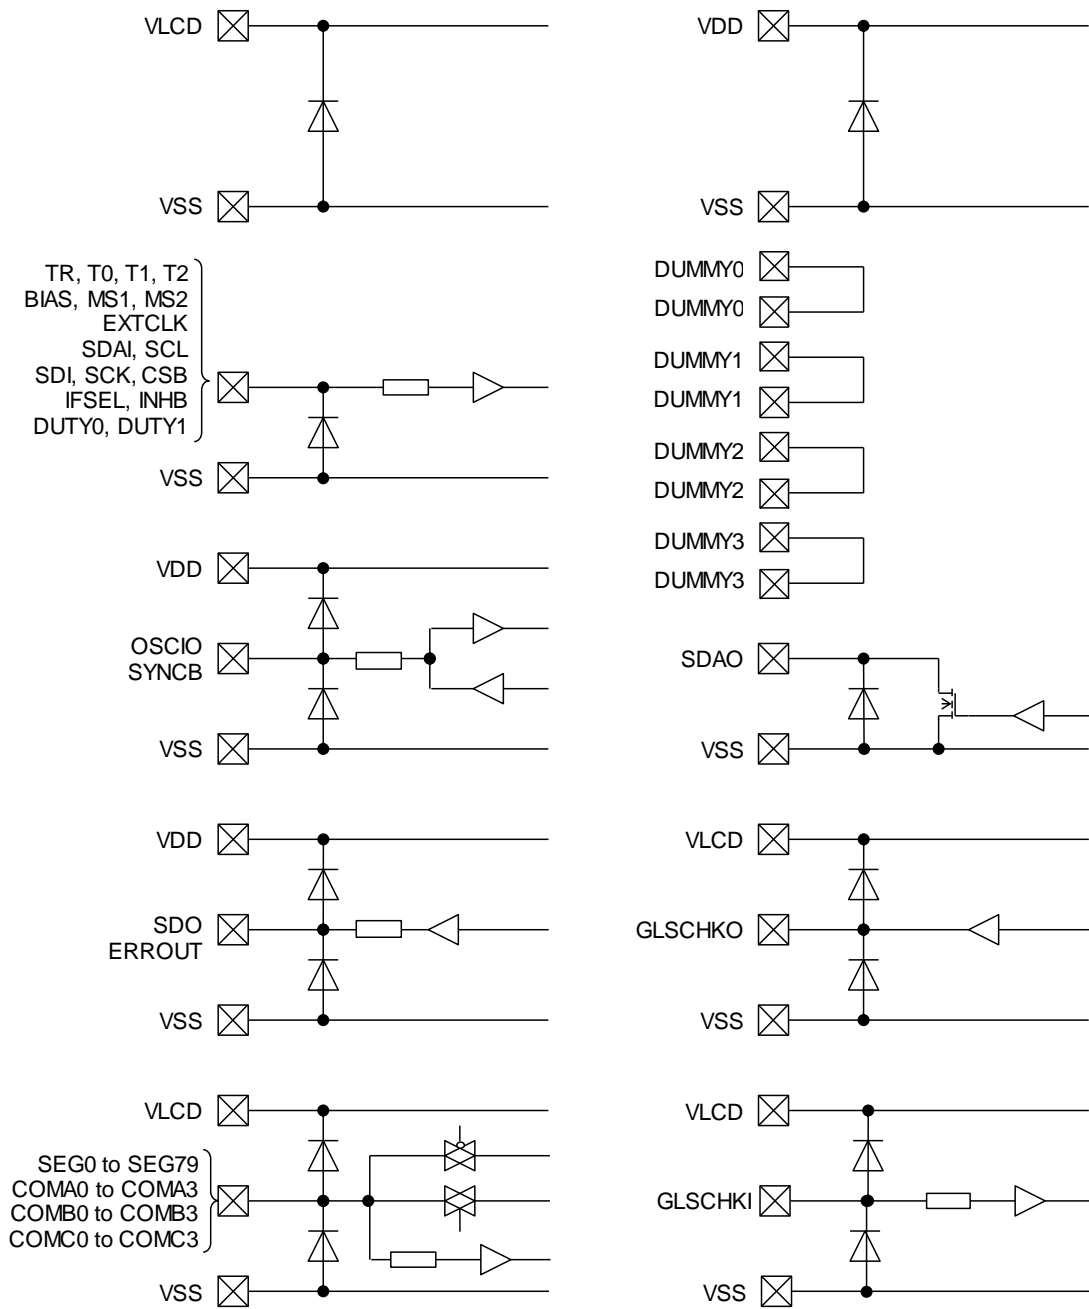 VLCD
VSS
TR, T0, T1, T2
BIAS, MS1, MS2
EXTCLK
SDAI, SCL
SDI, SCK, CSB
IFSEL, INHB
DUTY0, DUTY1
VSS
VDD
OSCIO
SYNCB
VSS
VDD
SDO
ERROUT
VSS
VLCD
SEG0 to SEG79
COMA0 to COMA3
COMB0 to COMB3
COMC0 to COMC3
VSS
VDD
VSS
DUMMY0
DUMMY0
DUMMY1
DUMMY1
DUMMY2
DUMMY2
DUMMY3
DUMMY3
SDAO
VSS
VLCD
GLSCHKO
VSS
VLCD
GLSCHKI
VSS